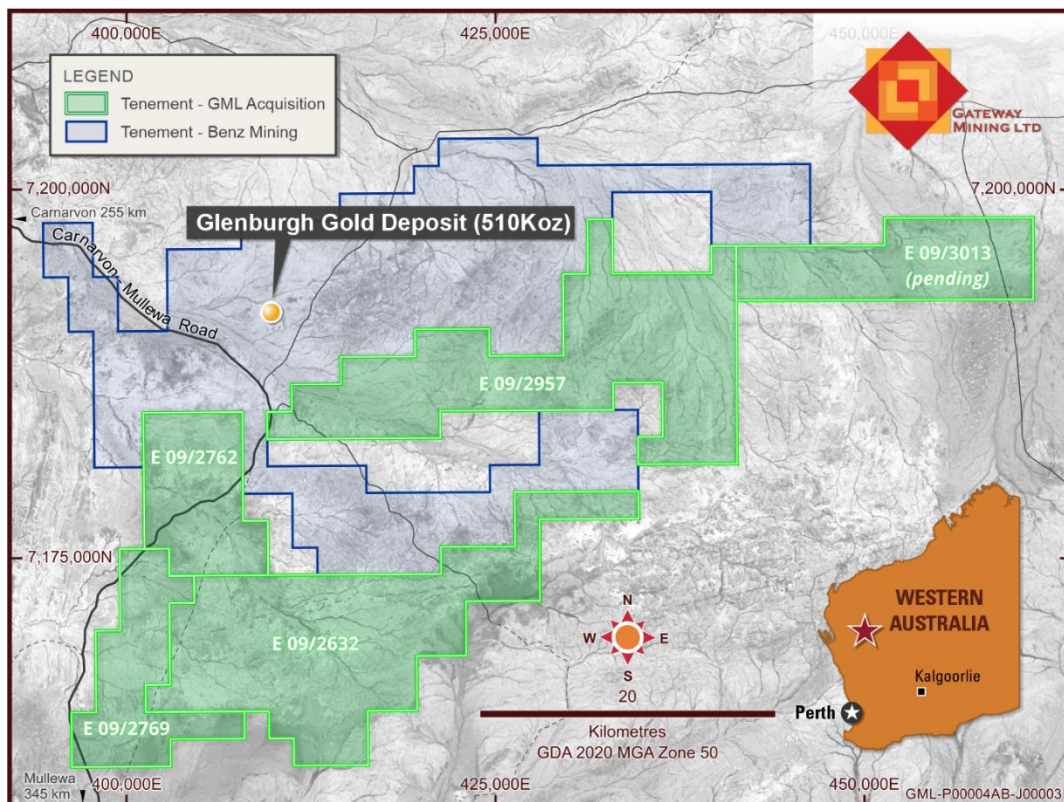 400,000E
425,000E
450,000E
LEGEND
Tenement - GML Acquisition
Tenement - Benz Mining
GATEWAY
MINING LTD
7,200,000N
7,200,000N
Carnarvon 255 km
Glenburgh Gold Deposit (510Koz)
Carnarvon - Mullewa Road
E 09/3013
(pending)
E 09/2957
E 09/2762
7,175,000N
E 09/2632
E 09/2769
N
W
E
S
20
Kilometres
GDA 2020 MGA Zone 50
WESTERN
AUSTRALIA
Kalgoorlie
Perth
Mullewa
345 km
400,000E
425,000E
450,000E
GML-P00004AB-J00003